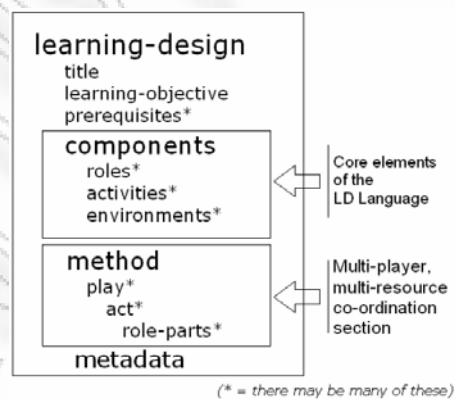 learning-design
title
learning-objective
prerequisites*
components
roles*
activities*
environments*
Core elements
of the
LD Language
method
play*
act*
role-parts*
Multi-player,
multi-resource
co-ordination
section
metadata
(* = there may be many of these)